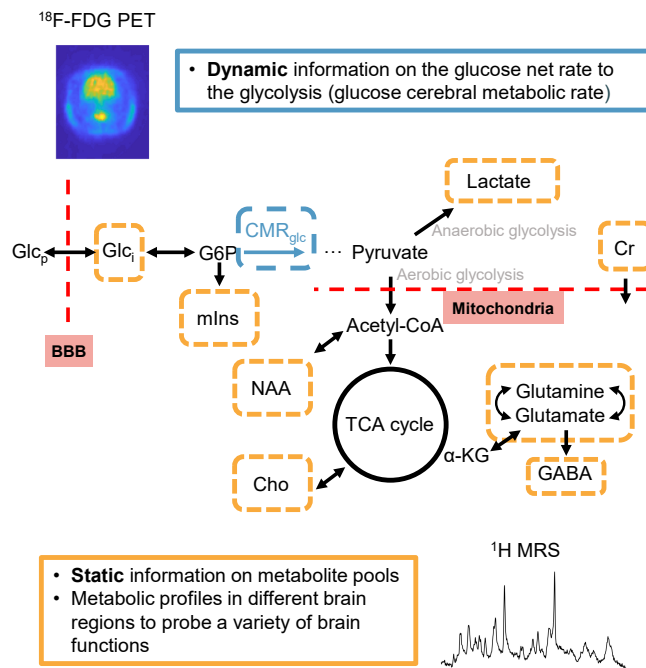 ¹⁸F-FDG PET
• Dynamic information on the glucose net rate to
the glycolysis (glucose cerebral metabolic rate)
Lactate
Anaerobic glycolysis
Glcₚ
Glcᵢ
G6P
CMRglc
... Pyruvate
Cr
Aerobic glycolysis
Mitochondria
mIns
Acetyl-CoA
BBB
NAA
TCA cycle
Glutamine
Glutamate
α-KG
GABA
Cho
¹H MRS
• Static information on metabolite pools
• Metabolic profiles in different brain
regions to probe a variety of brain
functions